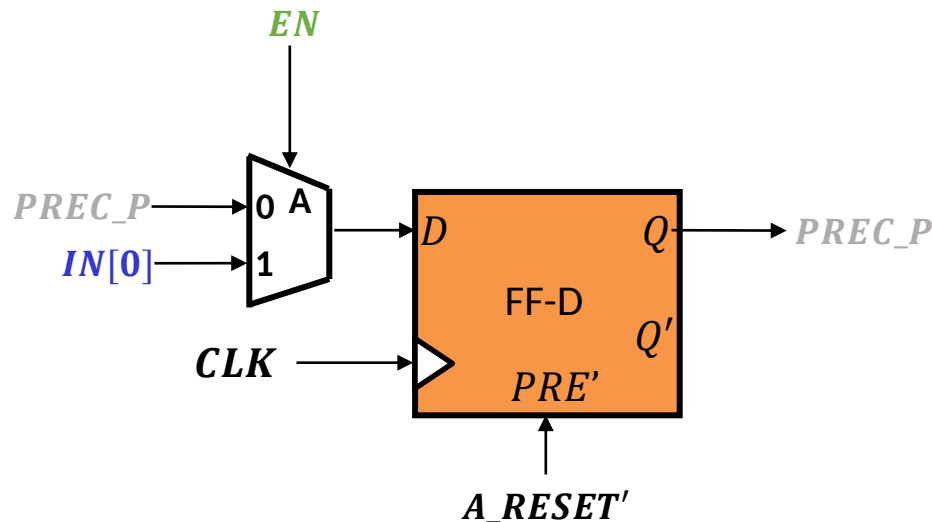 EN
PREC_P
0 A
IN[0]
1
D
Q
PREC_P
FF-D
Q'
CLK
PRE’
A_RESET′